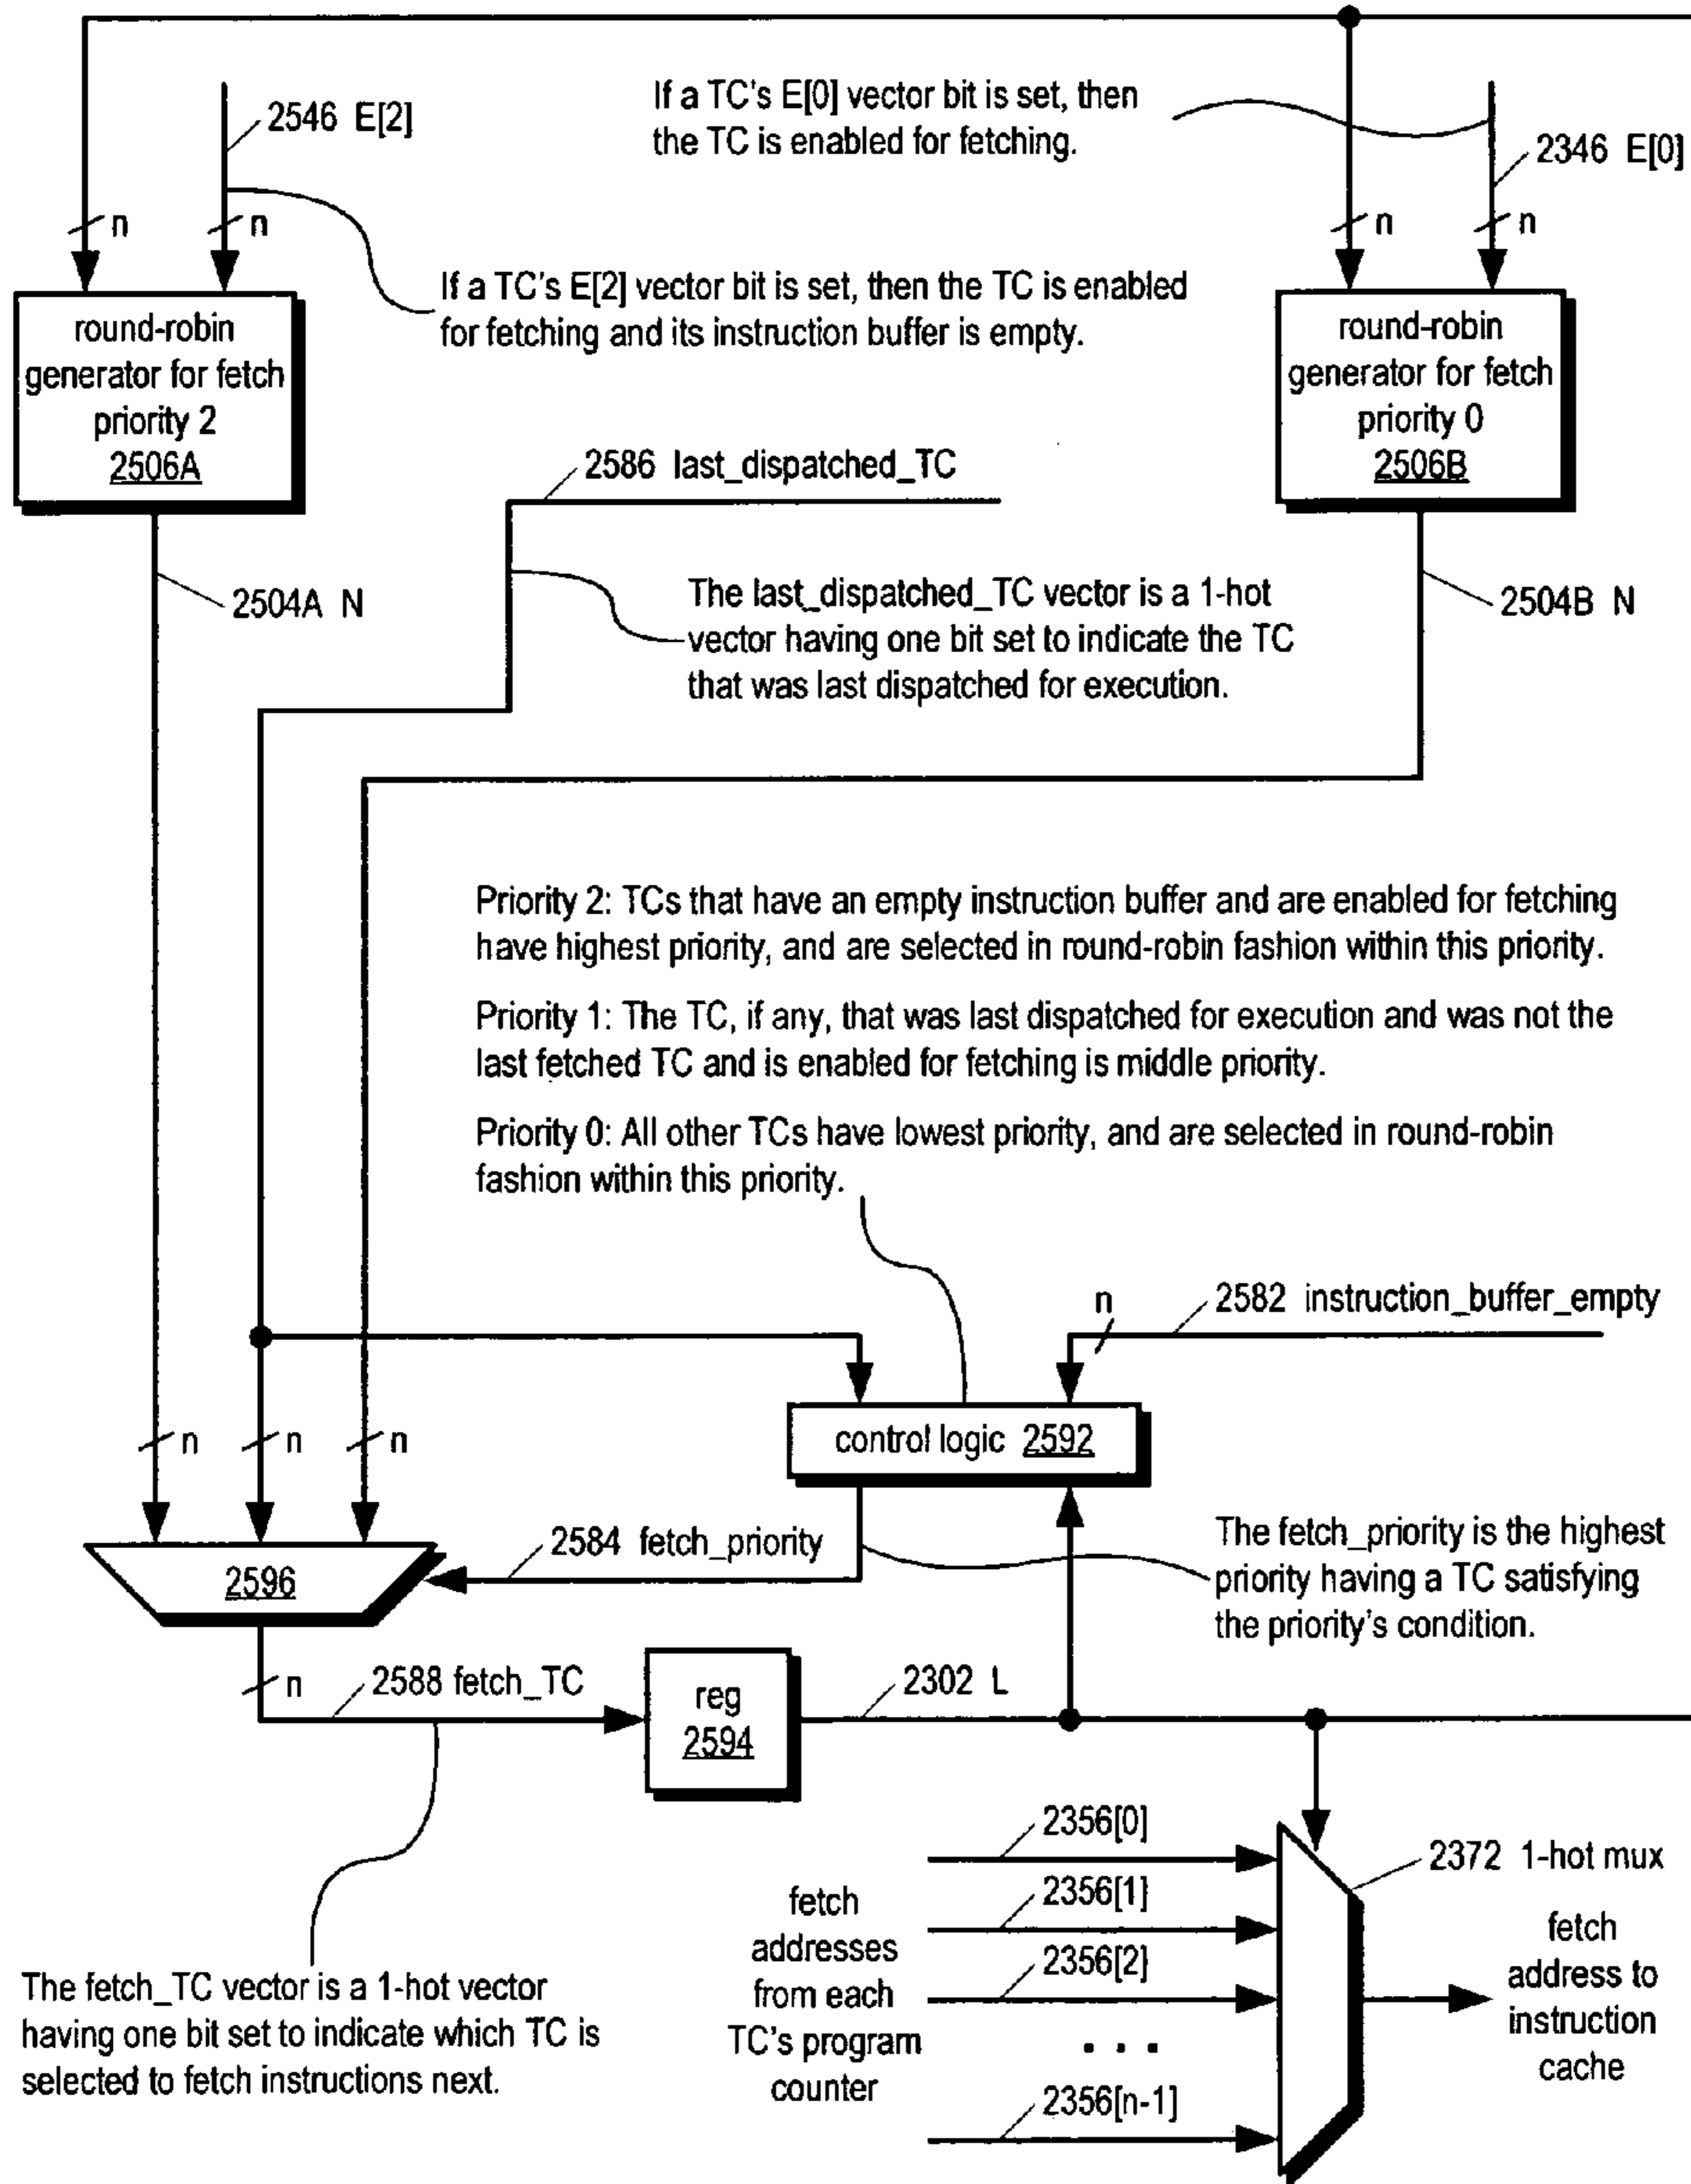 If a TC's E[0] vector bit is set, then
the TC is enabled for fetching.
2546 E[2]
2346 E[0]
n
n
n
n
If a TC's E[2] vector bit is set, then the TC is enabled
for fetching and its instruction buffer is empty.
round-robin
generator for fetch
priority 2
2506A
round-robin
generator for fetch
priority 0
2506B
2586 last_dispatched_TC
2504A N
The last_dispatched_TC vector is a 1-hot
vector having one bit set to indicate the TC
that was last dispatched for execution.
2504B N
Priority 2: TCs that have an empty instruction buffer and are enabled for fetching
have highest priority, and are selected in round-robin fashion within this priority.
Priority 1: The TC, if any, that was last dispatched for execution and was not the
last fetched TC and is enabled for fetching is middle priority.
Priority 0: All other TCs have lowest priority, and are selected in round-robin
fashion within this priority.
n
2582 instruction_buffer_empty
n
n
n
control logic 2592
2584 fetch_priority
The fetch_priority is the highest
priority having a TC satisfying
the priority's condition.
2596
n
2588 fetch_TC
reg
2594
2302 L
2356[0]
2372 1-hot mux
2356[1]
2356[2]
. . .
2356[n-1]
fetch
addresses
from each
TC's program
counter
fetch
address to
instruction
cache
The fetch_TC vector is a 1-hot vector
having one bit set to indicate which TC is
selected to fetch instructions next.